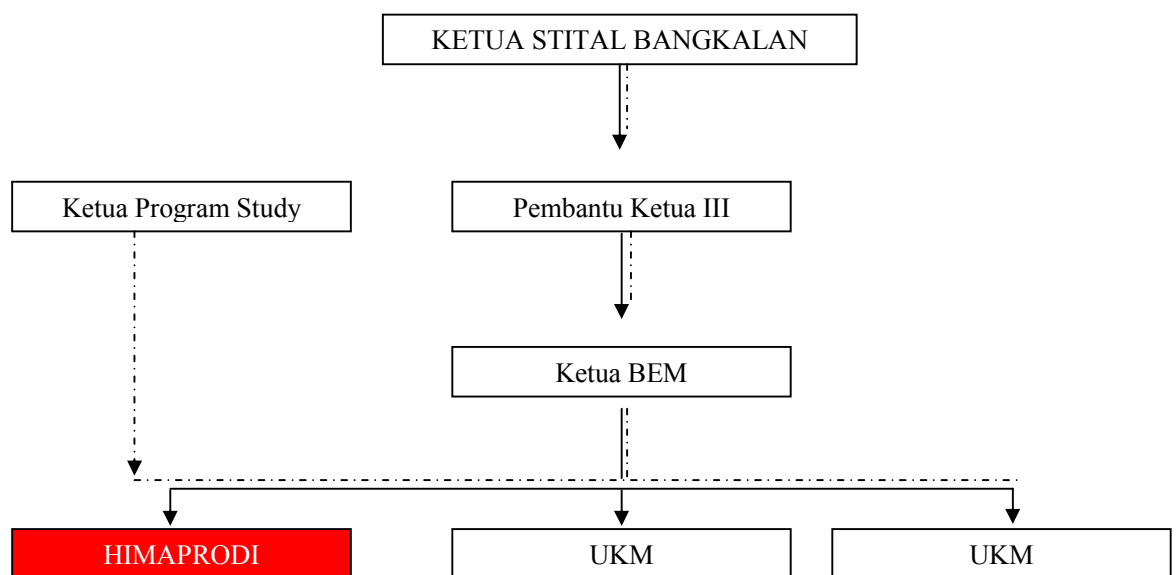 KETUA STITAL BANGKALAN
Ketua Program Study
Pembantu Ketua III
Ketua BEM
HIMAPRODI
UKM
UKM